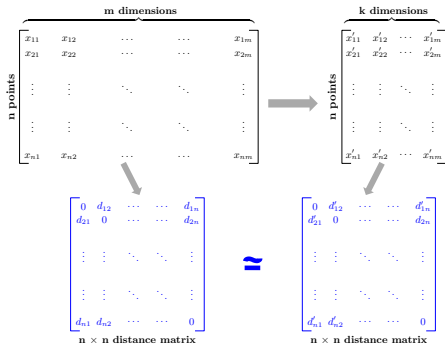 m dimensions
k dimensions
n points
x₁₁ x₁₂ ⋯ ⋯ x₁ₘ
x₂₁ x₂₂ ⋯ ⋯ x₂ₘ
⋮ ⋮ ⋱ ⋱ ⋮
⋮ ⋮ ⋱ ⋱ ⋮
xₙ₁ xₙ₂ ⋯ ⋯ xₙₘ
n points
x′₁₁ x′₁₂ ⋯ x′₁ₘ
x′₂₁ x′₂₂ ⋯ x′₂ₘ
⋮ ⋮ ⋱ ⋮
⋮ ⋮ ⋱ ⋮
x′ₙ₁ x′ₙ₂ ⋯ x′ₙₘ
0 d₁₂ ⋯ ⋯ d₁ₙ
d₂₁ 0 ⋯ ⋯ d₂ₙ
⋮ ⋮ ⋱ ⋱ ⋮
⋮ ⋮ ⋱ ⋱ ⋮
dₙ₁ dₙ₂ ⋯ ⋯ 0
≅
0 d′₁₂ ⋯ ⋯ d′₁ₙ
d′₂₁ 0 ⋯ ⋯ d′₂ₙ
⋮ ⋮ ⋱ ⋱ ⋮
⋮ ⋮ ⋱ ⋱ ⋮
d′ₙ₁ d′ₙ₂ ⋯ ⋯ 0
n × n distance matrix
n × n distance matrix